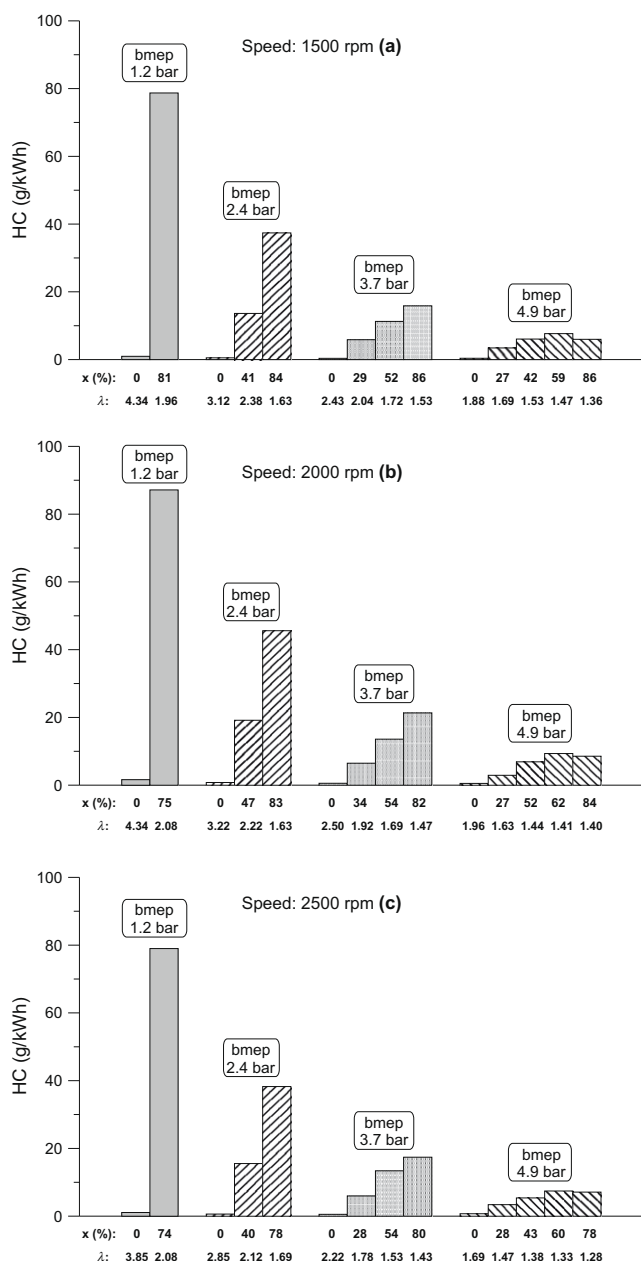 Speed: 1500 rpm (a)
bmep
1.2 bar
bmep
2.4 bar
bmep
3.7 bar
bmep
4.9 bar
HC (g/kWh)
100
80
60
40
20
0
x (%): 0 81 0 41 84 0 29 52 86 0 27 42 59 86
λ: 4.34 1.96 3.12 2.38 1.63 2.43 2.04 1.72 1.53 1.88 1.69 1.53 1.47 1.36
Speed: 2000 rpm (b)
bmep
1.2 bar
bmep
2.4 bar
bmep
3.7 bar
bmep
4.9 bar
HC (g/kWh)
100
80
60
40
20
0
x (%): 0 75 0 47 83 0 34 54 82 0 27 52 62 84
λ: 4.34 2.08 3.22 2.22 1.63 2.50 1.92 1.69 1.47 1.96 1.63 1.44 1.41 1.40
Speed: 2500 rpm (c)
bmep
1.2 bar
bmep
2.4 bar
bmep
3.7 bar
bmep
4.9 bar
HC (g/kWh)
100
80
60
40
20
0
x (%): 0 74 0 40 78 0 28 54 80 0 28 43 60 78
λ: 3.85 2.08 2.85 2.12 1.69 2.22 1.78 1.53 1.43 1.69 1.47 1.38 1.33 1.28